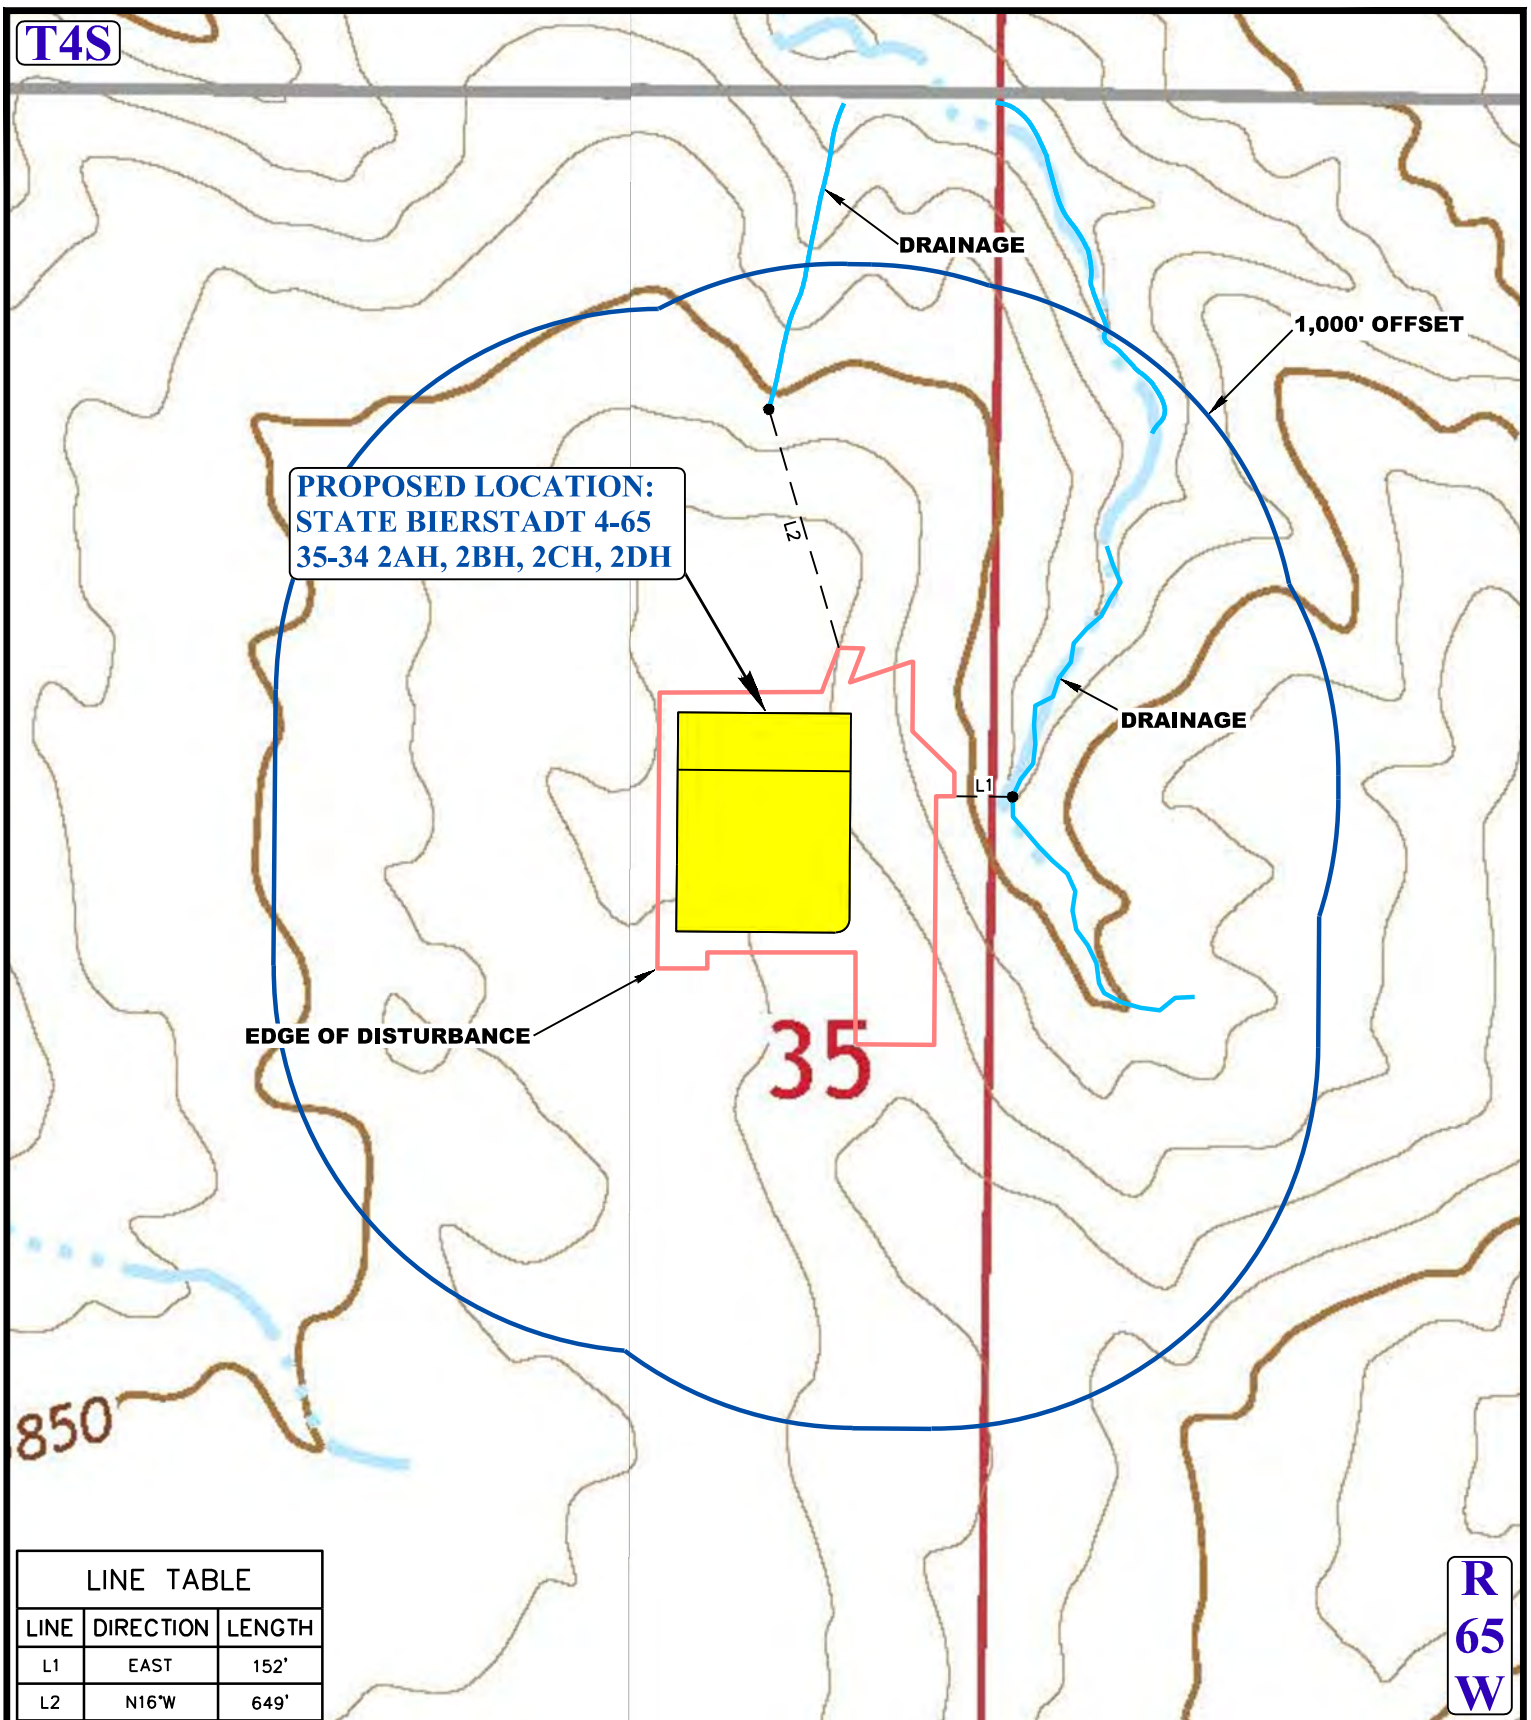 T4S
DRAINAGE
1,000' OFFSET
PROPOSED LOCATION:
STATE BIERSTADT 4-65
35-34 2AH, 2BH, 2CH, 2DH
L2
DRAINAGE
L1
EDGE OF DISTURBANCE
35
850
LINE TABLE
LINE DIRECTION LENGTH
L1 EAST 152'
L2 N16°W 649'
R
65
W